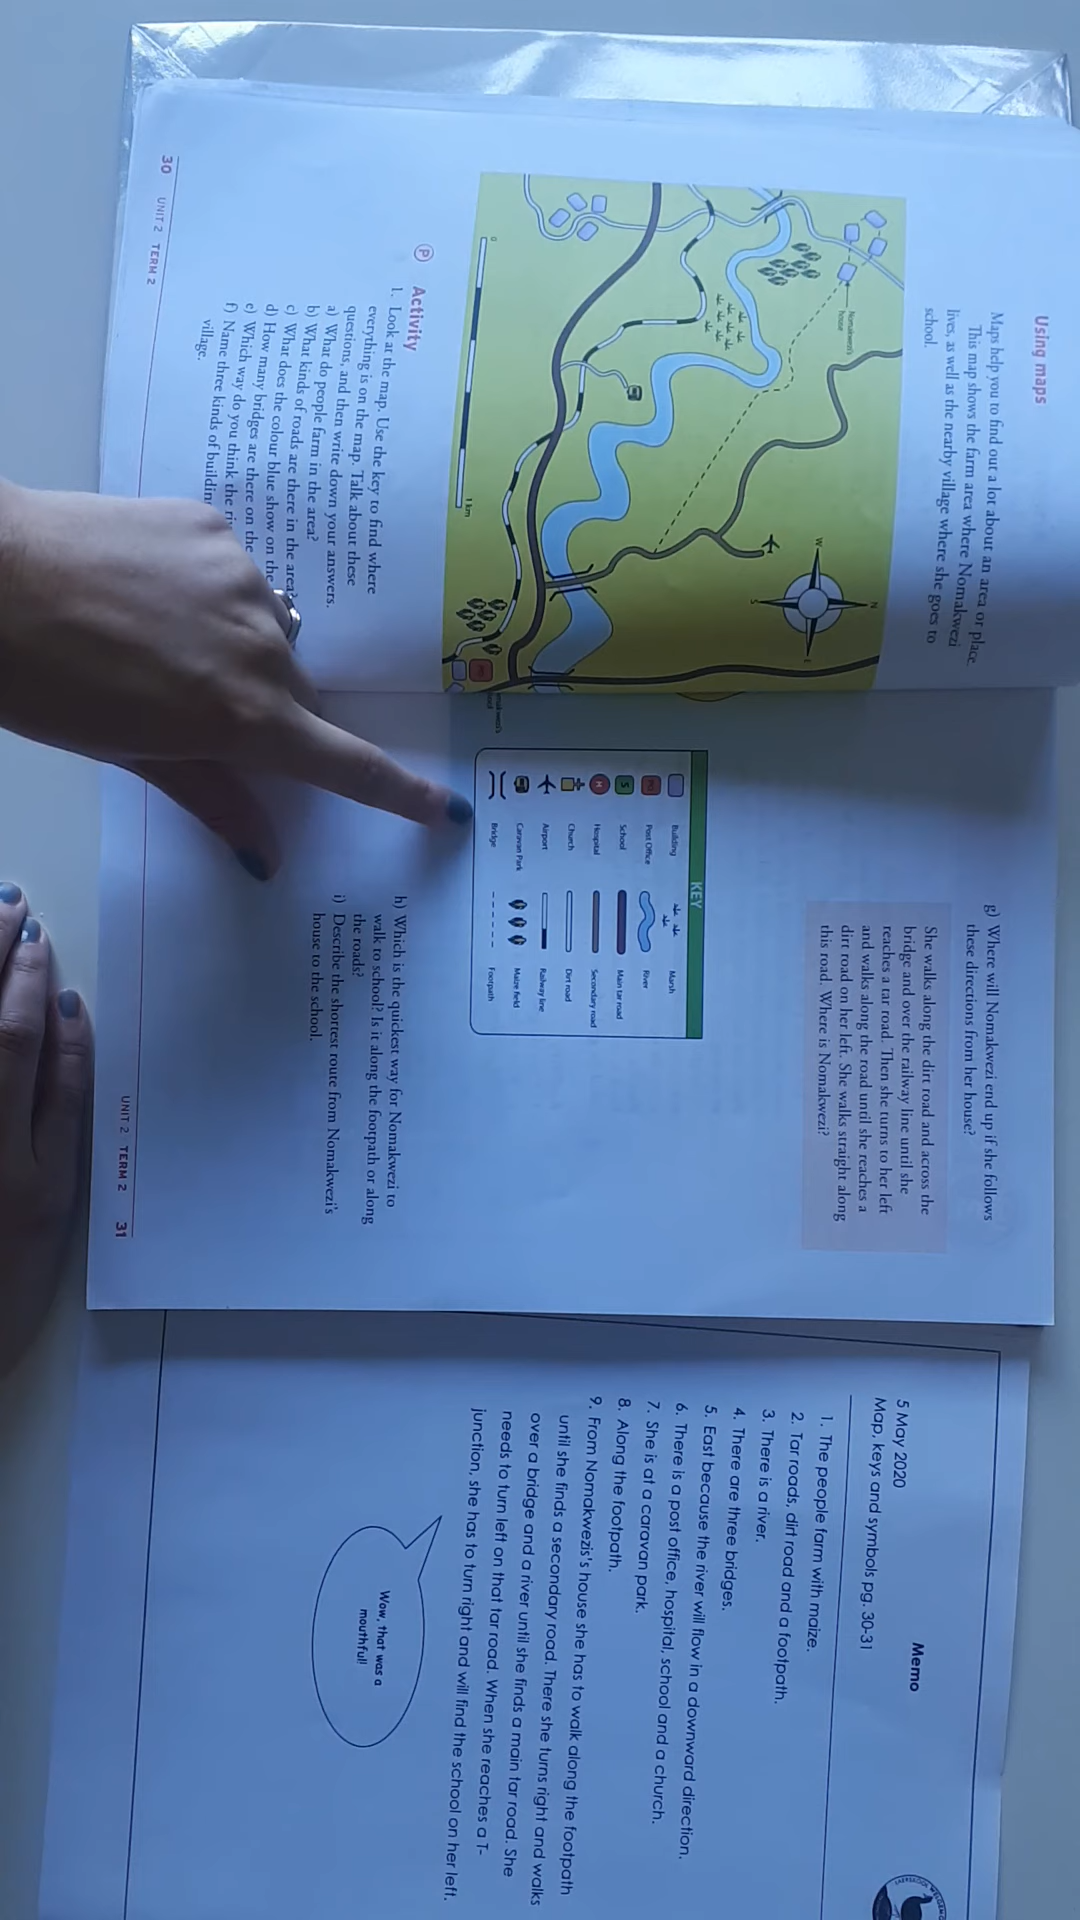 Using maps
Maps help you to find out a lot about an area or place.
This map shows the farm area where Nomakwezi
lives, as well as the nearby village where she goes to
school.
Nomakwezi's
house
N
W
E
S
PO
0
1 km
P
Activity
1. Look at the map. Use the key to find where
everything is on the map. Talk about these
questions, and then write down your answers.
a) What do people farm in the area?
b) What kinds of roads are there in the area?
c) What does the colour blue show on the
d) How many bridges are there on the
e) Which way do you think the
f) Name three kinds of
village.
30 UNIT 2 TERM 2
g) Where will Nomakwezi end up if she follows
these directions from her house?
She walks along the dirt road and across the
bridge and over the railway line until she
reaches a tar road. Then she turns to her left
and walks along the road until she reaches a
dirt road on her left. She walks straight along
this road. Where is Nomakwezi?
KEY
Building
Marsh
PO Post Office
River
S School
Main tar road
H Hospital
Secondary road
Church
Dirt road
Airport
Railway line
Caravan Park
Maize field
Bridge
Footpath
h) Which is the quickest way for Nomakwezi to
walk to school? Is it along the footpath or along
the roads?
i) Describe the shortest route from Nomakwezi's
house to the school.
UNIT 2 TERM 2 31
Memo
5 May 2020
Map, keys and symbols pg. 30-31
1. The people farm with maize.
2. Tar roads, dirt road and a footpath.
3. There is a river.
4. There are three bridges.
5. East because the river will flow in a downward direction.
6. There is a post office, hospital, school and a church.
7. She is at a caravan park.
8. Along the footpath.
9. From Nomakwezis's house she has to walk along the footpath
until she finds a secondary road. There she turns right and walks
over a bridge and a river until she finds a main tar road. She
needs to turn left on that tar road. When she reaches a T-
junction, she has to turn right and will find the school on her left.
Wow, that was a
mouthful!